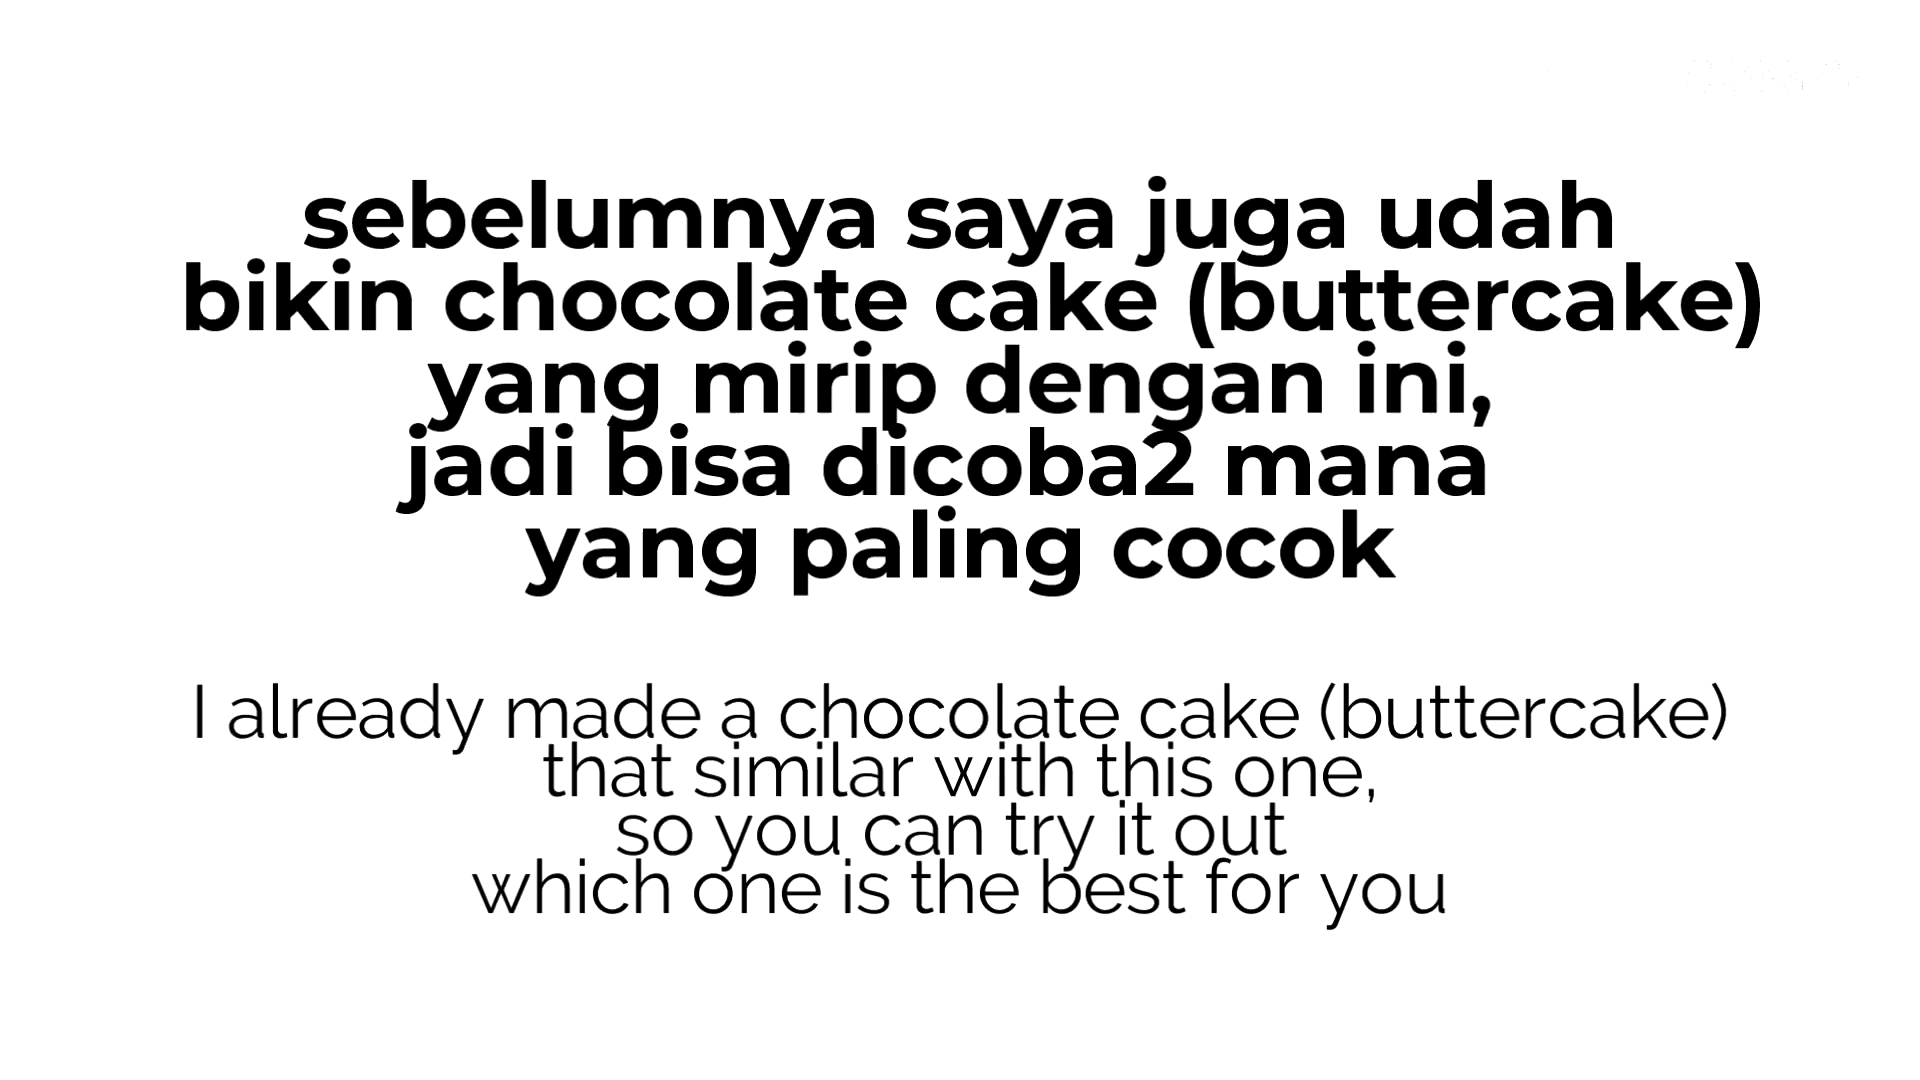 sebelumnya saya juga udah
bikin chocolate cake (buttercake)
yang mirip dengan ini,
jadi bisa dicoba2 mana
yang paling cocok
I already made a chocolate cake (buttercake)
that similar with this one,
so you can try it out
which one is the best for you